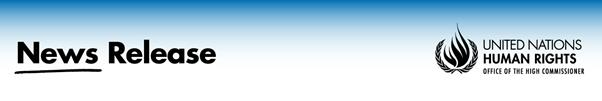 News Release
UNITED NATIONS
HUMAN RIGHTS
OFFICE OF THE HIGH COMMISSIONER